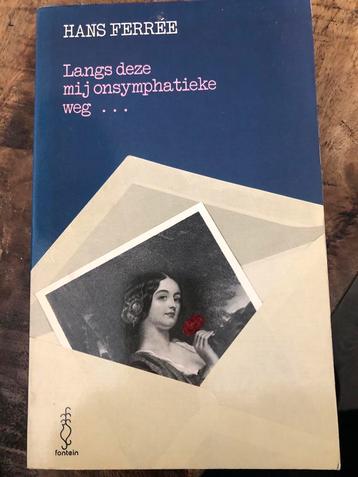 HANS FERRÉE
Langs deze
mij onsymphatieke
weg ...
fontein